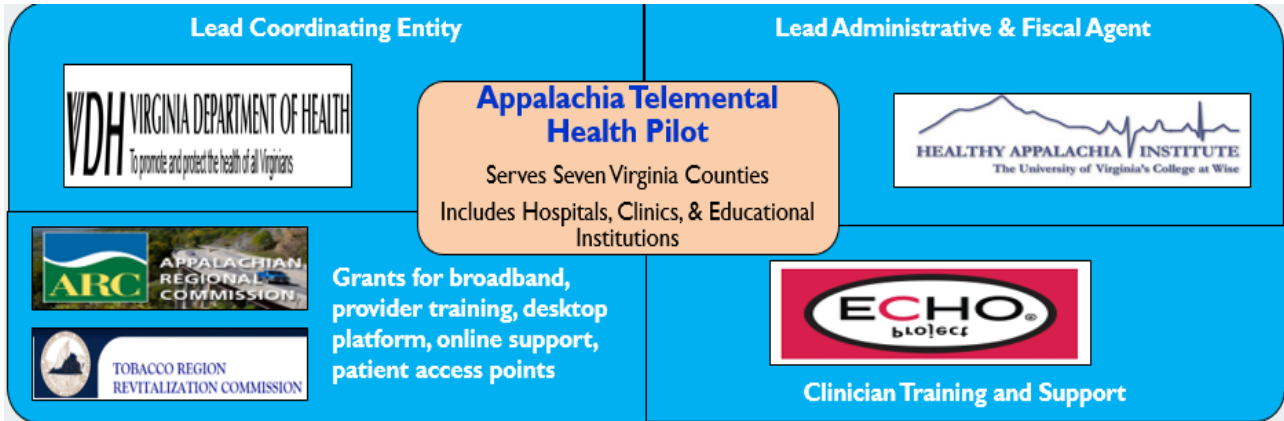 Lead Coordinating Entity
Lead Administrative & Fiscal Agent
VDH VIRGINIA DEPARTMENT OF HEALTH
To promote and protect the health of all Virginians
Appalachia Telemental
Health Pilot
Serves Seven Virginia Counties
Includes Hospitals, Clinics, & Educational
Institutions
HEALTHY APPALACHIA INSTITUTE
The University of Virginia's College at Wise
ARC
APPALACHIAN
REGIONAL
COMMISSION
TOBACCO REGION
REVITALIZATION COMMISSION
Grants for broadband,
provider training, desktop
platform, online support,
patient access points
ECHO®
project
Clinician Training and Support